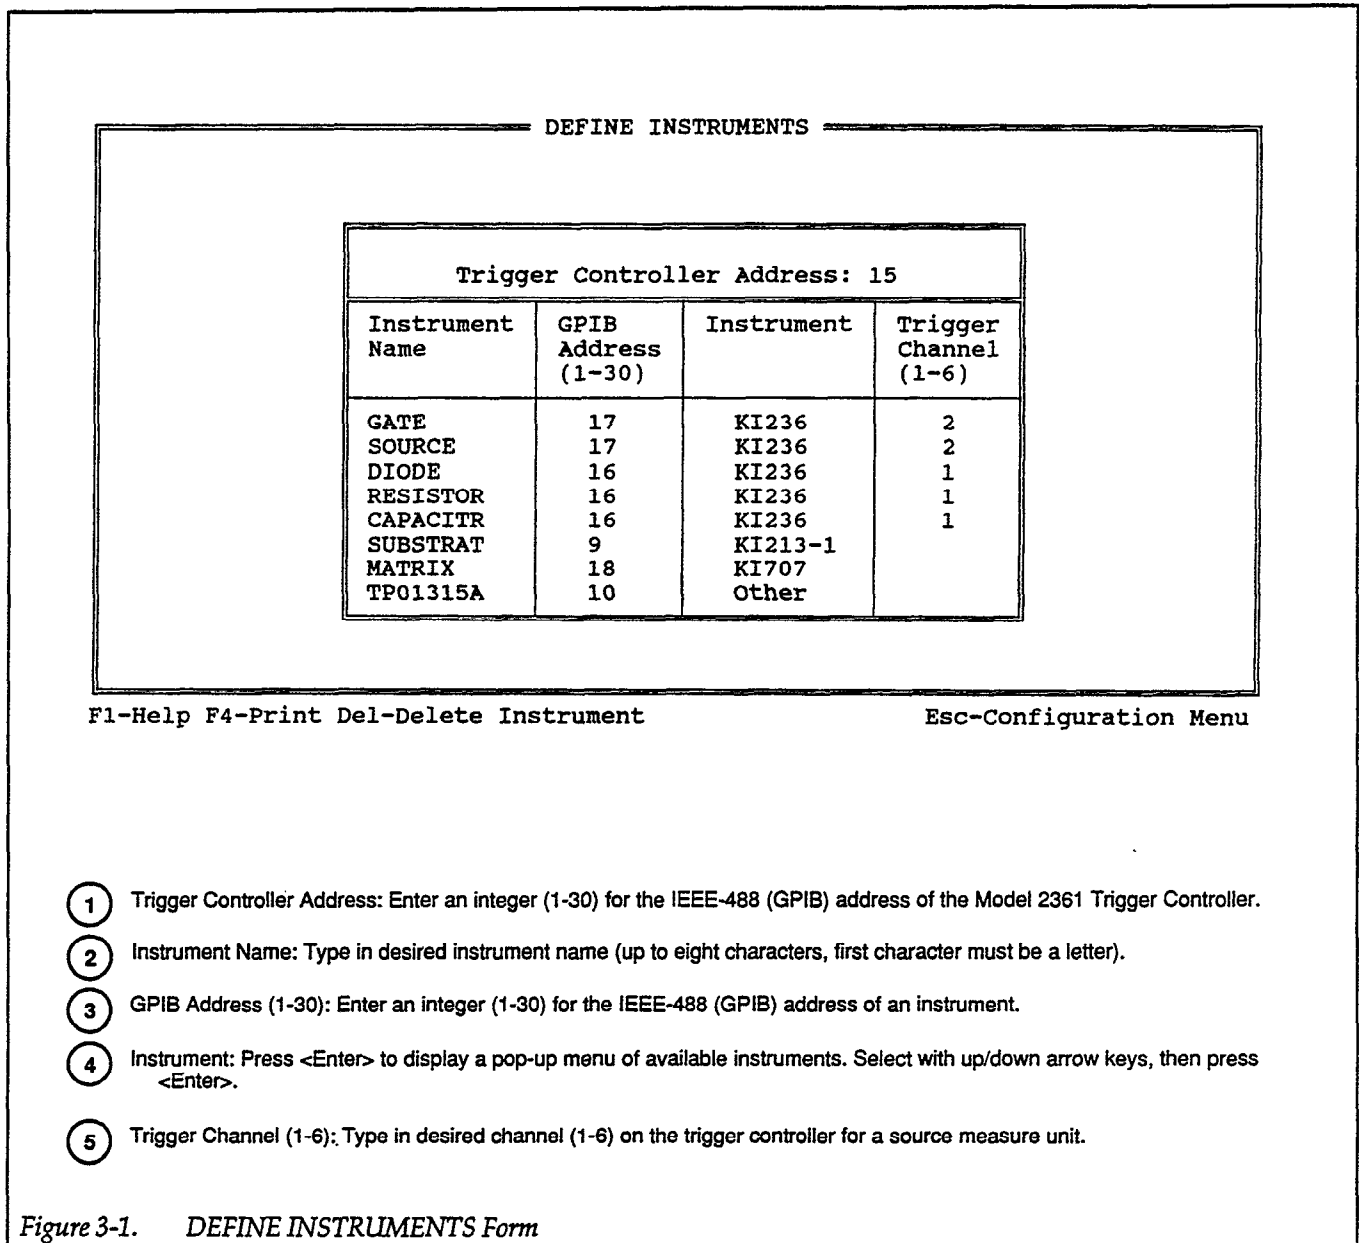 DEFINE INSTRUMENTS
Trigger Controller Address: 15
Instrument Name GPIB Address (1-30) Instrument Trigger Channel (1-6)
GATE 17 KI236 2
SOURCE 17 KI236 2
DIODE 16 KI236 1
RESISTOR 16 KI236 1
CAPACITR 16 KI236 1
SUBSTRAT 9 KI213-1
MATRIX 18 KI707
TP01315A 10 Other
F1-Help F4-Print Del-Delete Instrument Esc-Configuration Menu
1 Trigger Controller Address: Enter an integer (1-30) for the IEEE-488 (GPIB) address of the Model 2361 Trigger Controller.
2 Instrument Name: Type in desired instrument name (up to eight characters, first character must be a letter).
3 GPIB Address (1-30): Enter an integer (1-30) for the IEEE-488 (GPIB) address of an instrument.
4 Instrument: Press <Enter> to display a pop-up menu of available instruments. Select with up/down arrow keys, then press
<Enter>.
5 Trigger Channel (1-6): Type in desired channel (1-6) on the trigger controller for a source measure unit.
Figure 3-1. DEFINE INSTRUMENTS Form